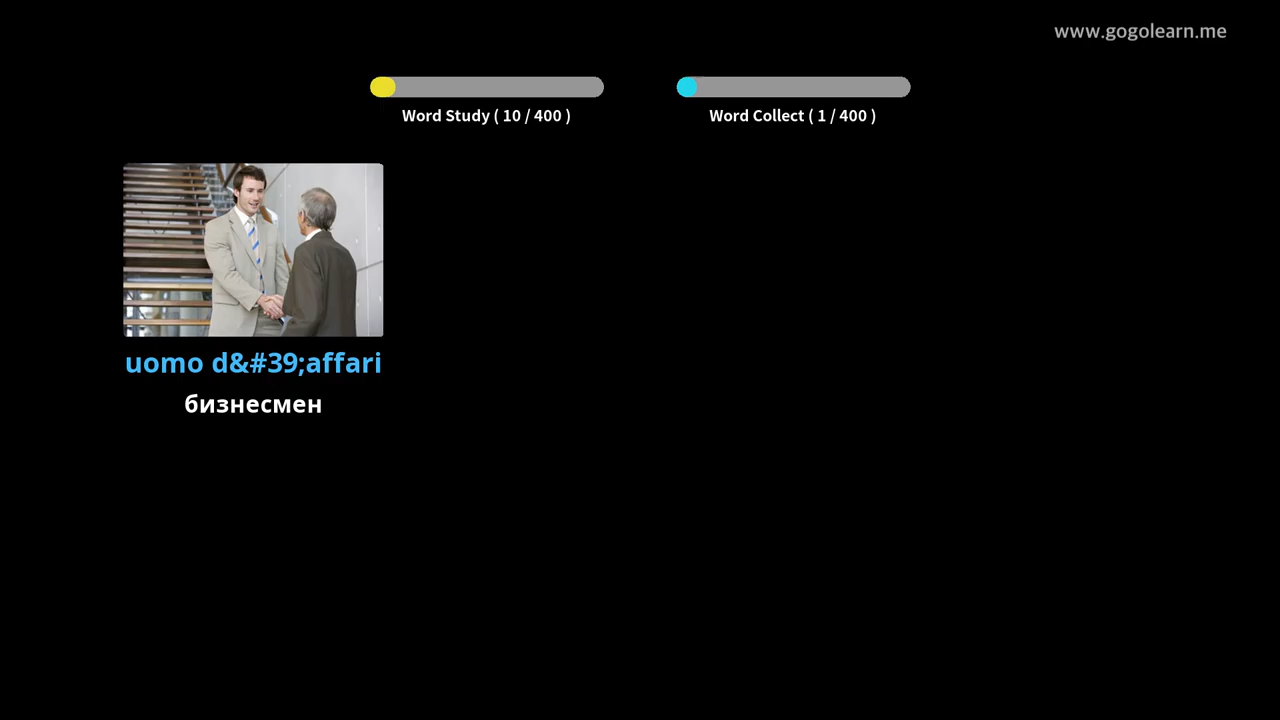 www.gogolearn.me
Word Study ( 10 / 400 )
Word Collect ( 1 / 400 )
uomo d&#39;affari
бизнесмен